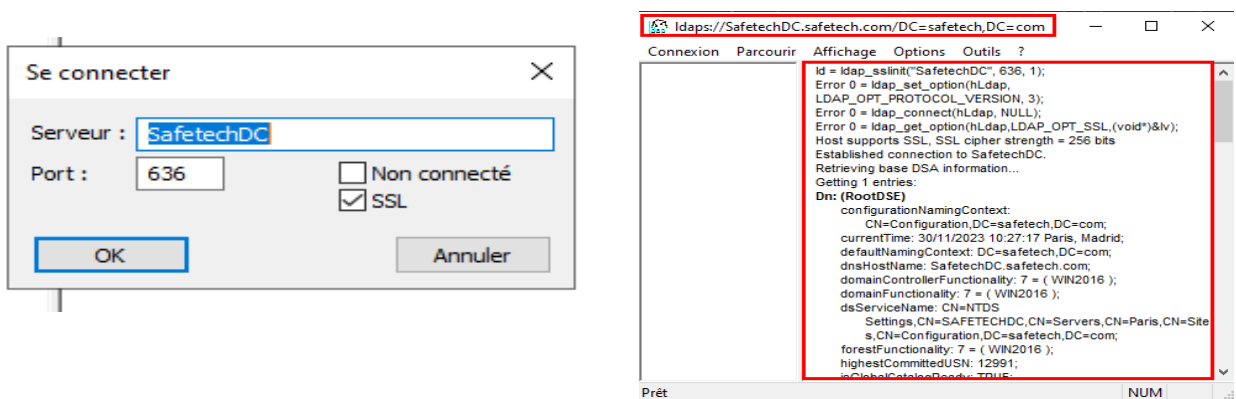 Se connecter
Serveur : SafetechDC
Port : 636
Non connecté
SSL
OK
Annuler
ldaps://SafetechDC.safetech.com/DC=safetech,DC=com
Connexion Parcourir Affichage Options Outils ?
ld = ldap_sslinit("SafetechDC", 636, 1);
Error 0 = ldap_set_option(hLdap,
LDAP_OPT_PROTOCOL_VERSION, 3);
Error 0 = ldap_connect(hLdap, NULL);
Error 0 = ldap_get_option(hLdap,LDAP_OPT_SSL,(void*)&lv);
Host supports SSL, SSL cipher strength = 256 bits
Established connection to SafetechDC.
Retrieving base DSA information...
Getting 1 entries:
Dn: (RootDSE)
configurationNamingContext:
CN=Configuration,DC=safetech,DC=com;
currentTime: 30/11/2023 10:27:17 Paris, Madrid;
defaultNamingContext: DC=safetech,DC=com;
dnsHostName: SafetechDC.safetech.com;
domainControllerFunctionality: 7 = ( WIN2016 );
domainFunctionality: 7 = ( WIN2016 );
dsServiceName: CN=NTDS
Settings,CN=SAFETECHDC,CN=Servers,CN=Paris,CN=Site
s,CN=Configuration,DC=safetech,DC=com;
forestFunctionality: 7 = ( WIN2016 );
highestCommittedUSN: 12991;
isGlobalCatalogReady: TRUE;
Prêt NUM